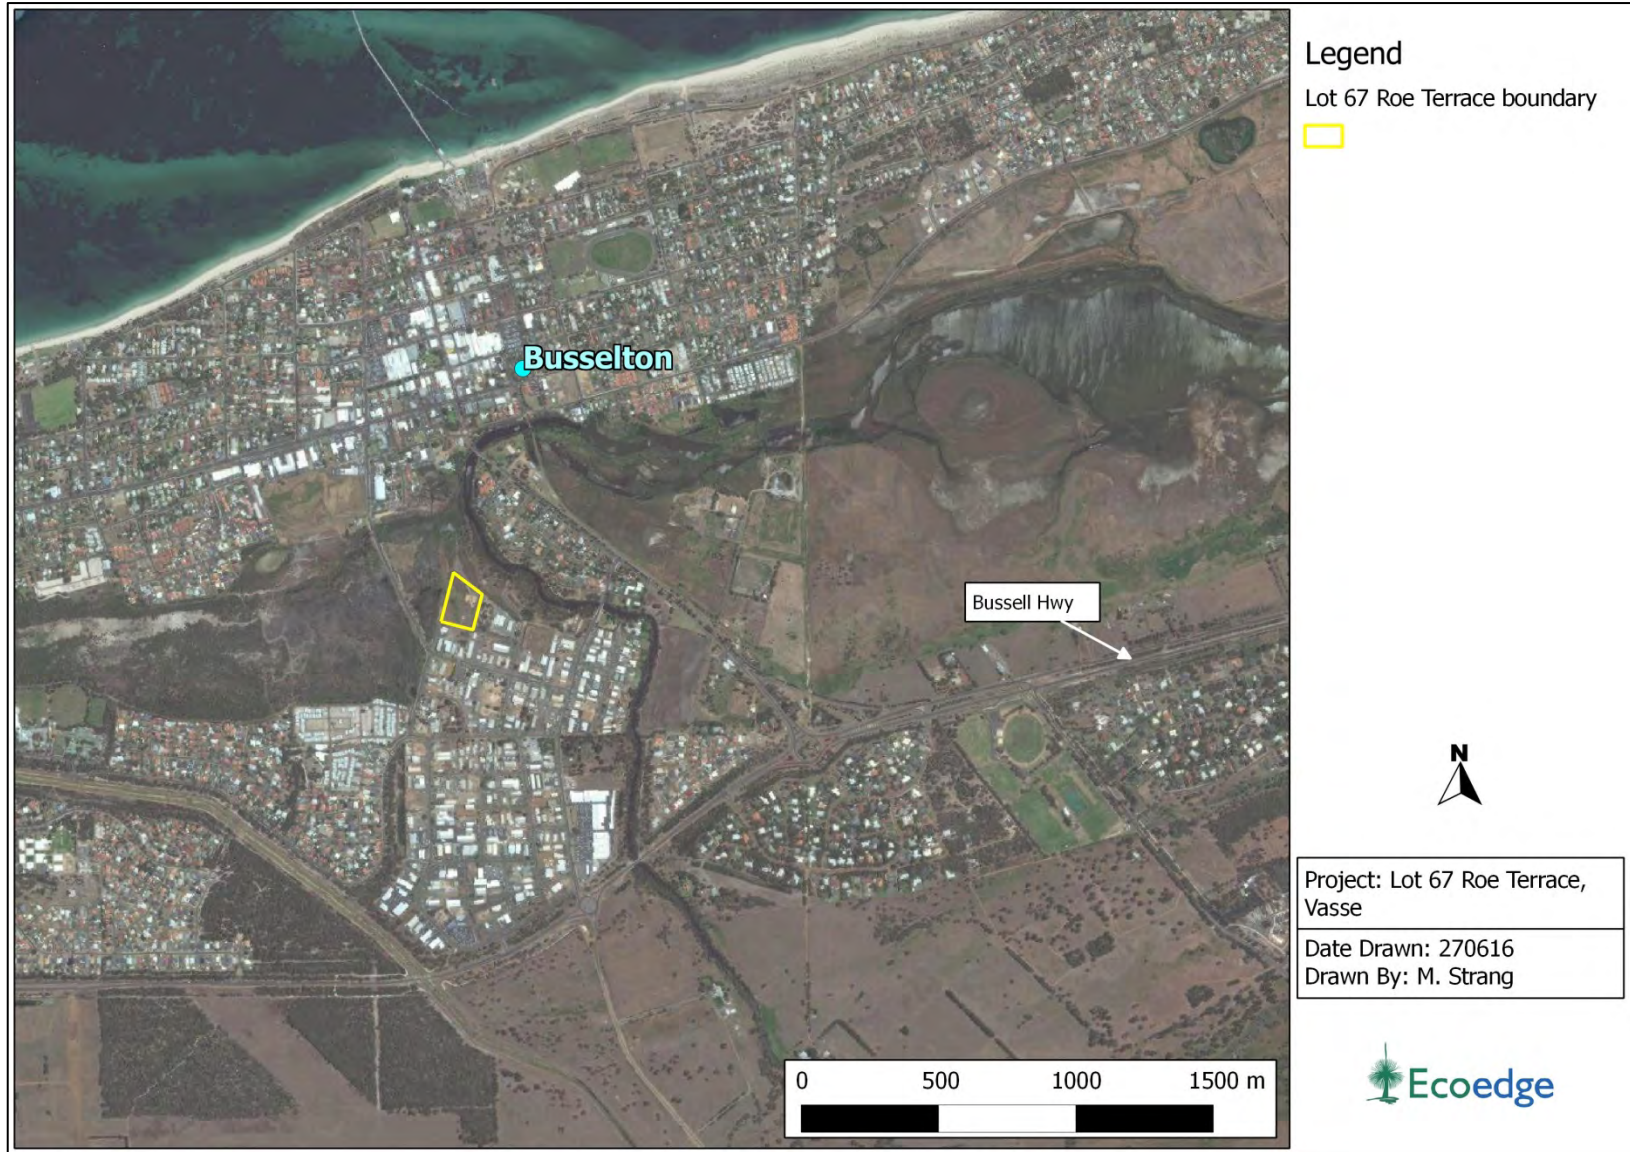 Legend
Lot 67 Roe Terrace boundary
Busselton
Bussell Hwy
N
Project: Lot 67 Roe Terrace,
Vasse
Date Drawn: 270616
Drawn By: M. Strang
0 500 1000 1500 m
Ecoedge